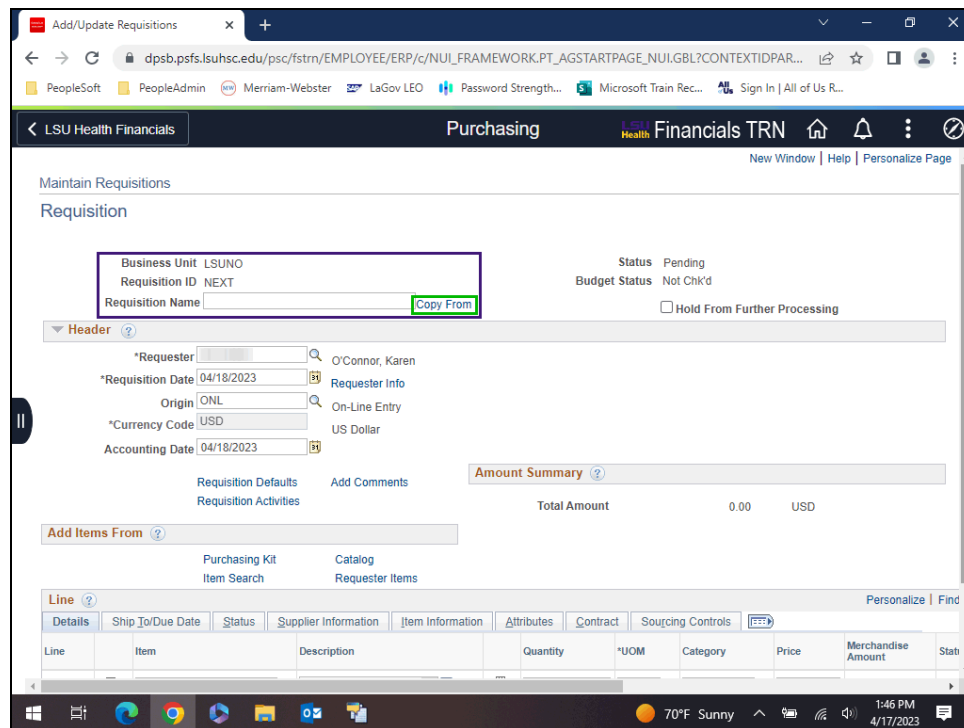 Add/Update Requisitions
dpsb.psfs.lsuhsc.edu/psc/fstrn/EMPLOYEE/ERP/c/NUI_FRAMEWORK.PT_AGSTARTPAGE_NUI.GBL?CONTEXTIDPAR...
PeopleSoft PeopleAdmin Merriam-Webster LaGov LEO Password Strength... Microsoft Train Rec... Sign In | All of Us R...
LSU Health Financials Purchasing LSU Health Financials TRN
New Window | Help | Personalize Page
Maintain Requisitions
Requisition
Business Unit LSUNO Status Pending
Requisition ID NEXT Budget Status Not Chk'd
Requisition Name Copy From Hold From Further Processing
Header
*Requester O'Connor, Karen
*Requisition Date 04/18/2023 Requester Info
Origin ONL On-Line Entry
*Currency Code USD US Dollar
Accounting Date 04/18/2023
Requisition Defaults Add Comments
Requisition Activities
Amount Summary
Total Amount 0.00 USD
Add Items From
Purchasing Kit Catalog
Item Search Requester Items
Line Personalize | Find
Details Ship To/Due Date Status Supplier Information Item Information Attributes Contract Sourcing Controls
Line Item Description Quantity *UOM Category Price Merchandise Amount Statu
70°F Sunny 1:46 PM
4/17/2023